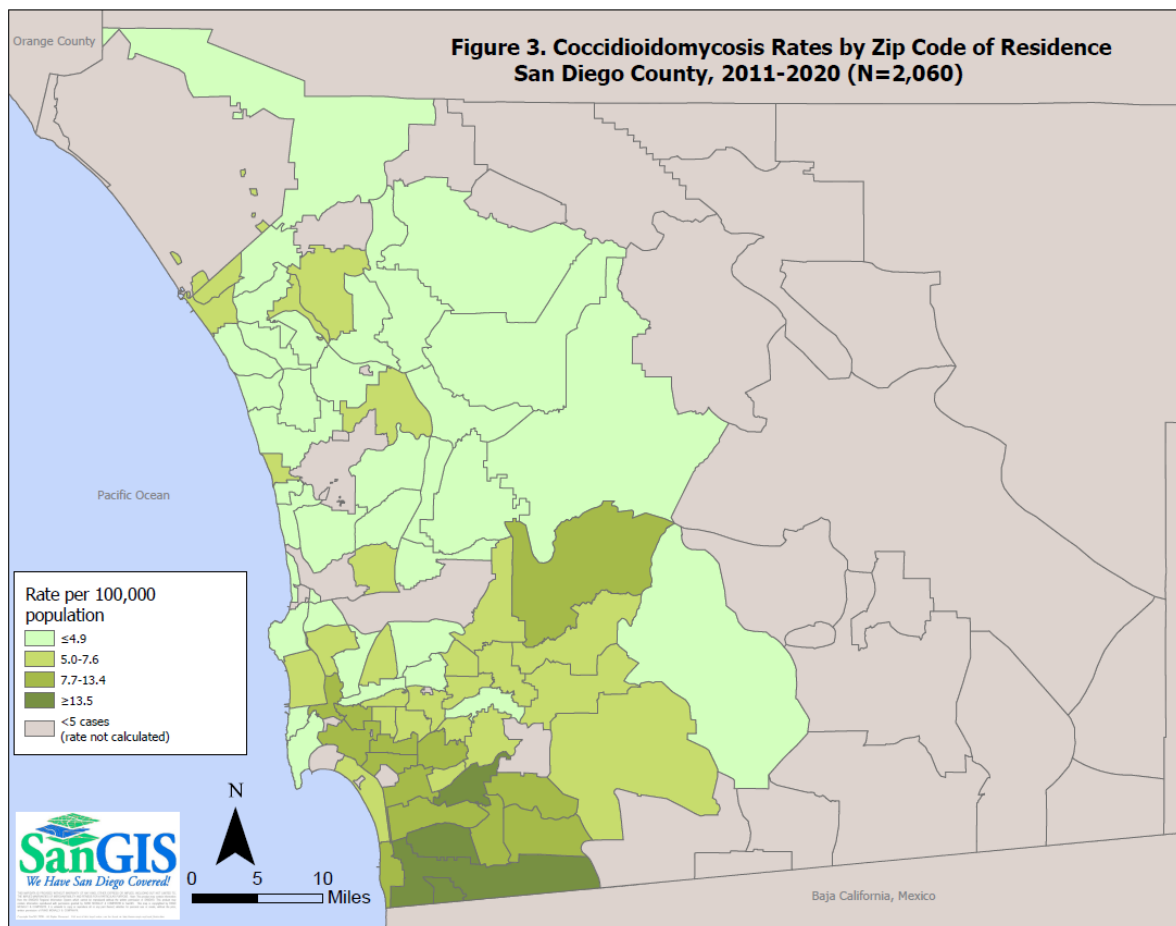 Orange County
Figure 3. Coccidioidomycosis Rates by Zip Code of Residence
San Diego County, 2011-2020 (N=2,060)
Pacific Ocean
Rate per 100,000
population
≤4.9
5.0-7.6
7.7-13.4
≥13.5
<5 cases
(rate not calculated)
N
SanGIS
We Have San Diego Covered!
0 5 10
Miles
Baja California, Mexico